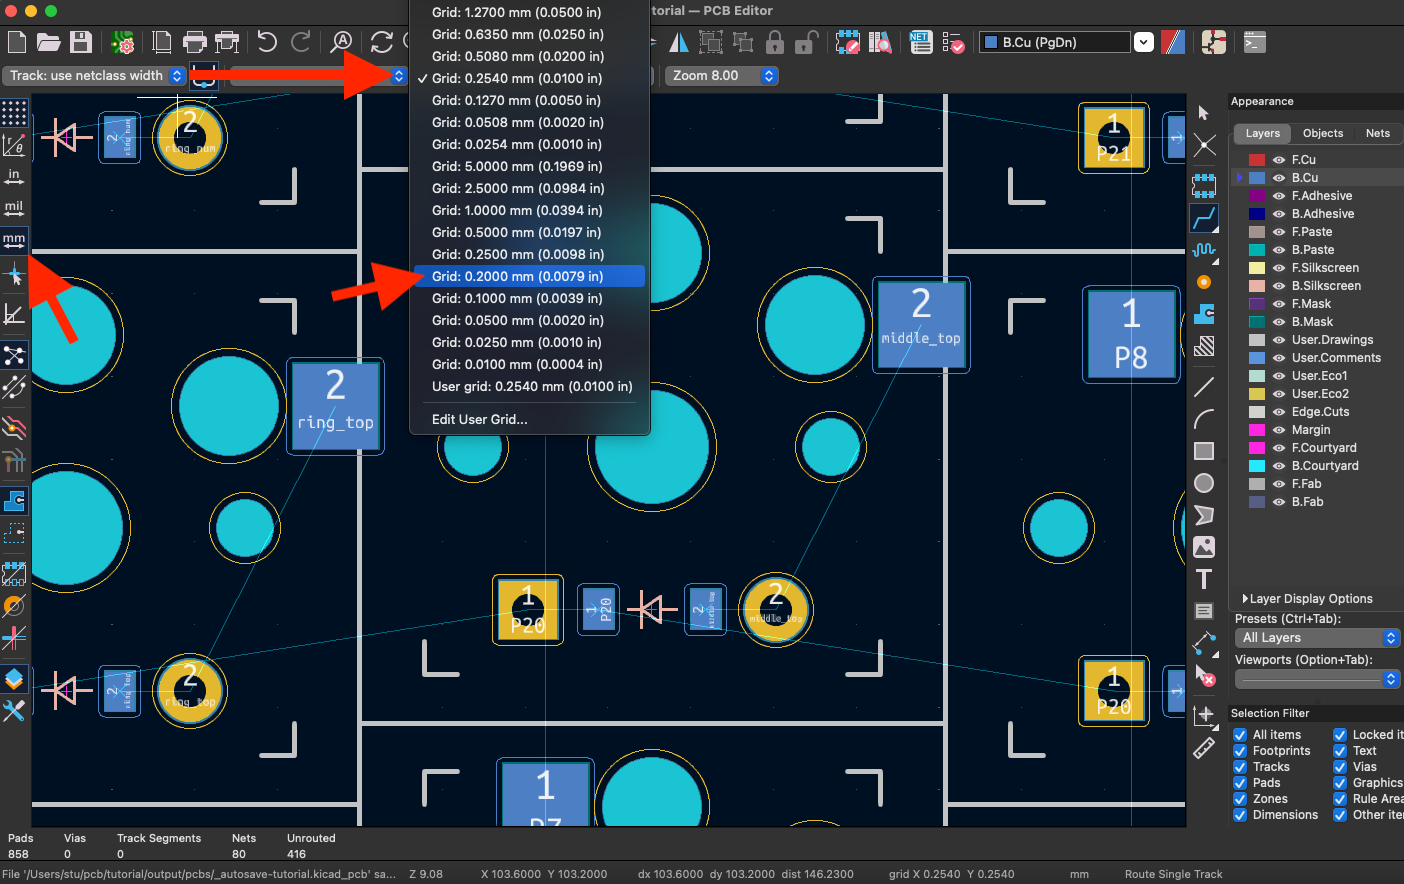 torial — PCB Editor
B.Cu (PgDn)
NET
Track: use netclass width
Zoom 8.00
Grid: 1.2700 mm (0.0500 in)
Grid: 0.6350 mm (0.0250 in)
Grid: 0.5080 mm (0.0200 in)
✓ Grid: 0.2540 mm (0.0100 in)
Grid: 0.1270 mm (0.0050 in)
Grid: 0.0508 mm (0.0020 in)
Grid: 0.0254 mm (0.0010 in)
Grid: 5.0000 mm (0.1969 in)
Grid: 2.5000 mm (0.0984 in)
Grid: 1.0000 mm (0.0394 in)
Grid: 0.5000 mm (0.0197 in)
Grid: 0.2500 mm (0.0098 in)
Grid: 0.2000 mm (0.0079 in)
Grid: 0.1000 mm (0.0039 in)
Grid: 0.0500 mm (0.0020 in)
Grid: 0.0250 mm (0.0010 in)
Grid: 0.0100 mm (0.0004 in)
User grid: 0.2540 mm (0.0100 in)
Edit User Grid...
in
mil
mm
2
2
ring_num
1
P21
1
2
ring_top
2
middle_top
1
P8
1
P20
1
P20
2
2
middle_top
2
2
ring_top
1
P20
1
1
P7
Appearance
Layers Objects Nets
F.Cu
B.Cu
F.Adhesive
B.Adhesive
F.Paste
B.Paste
F.Silkscreen
B.Silkscreen
F.Mask
B.Mask
User.Drawings
User.Comments
User.Eco1
User.Eco2
Edge.Cuts
Margin
F.Courtyard
B.Courtyard
F.Fab
B.Fab
Layer Display Options
Presets (Ctrl+Tab):
All Layers
Viewports (Option+Tab):
Selection Filter
All items Locked it
Footprints Text
Tracks Vias
Pads Graphics
Zones Rule Area
Dimensions Other ite
Pads Vias Track Segments Nets Unrouted
858 0 0 80 416
File '/Users/stu/pcb/tutorial/output/pcbs/_autosave-tutorial.kicad_pcb' sa... Z 9.08 X 103.6000 Y 103.2000 dx 103.6000 dy 103.2000 dist 146.2300 grid X 0.2540 Y 0.2540 mm Route Single Track